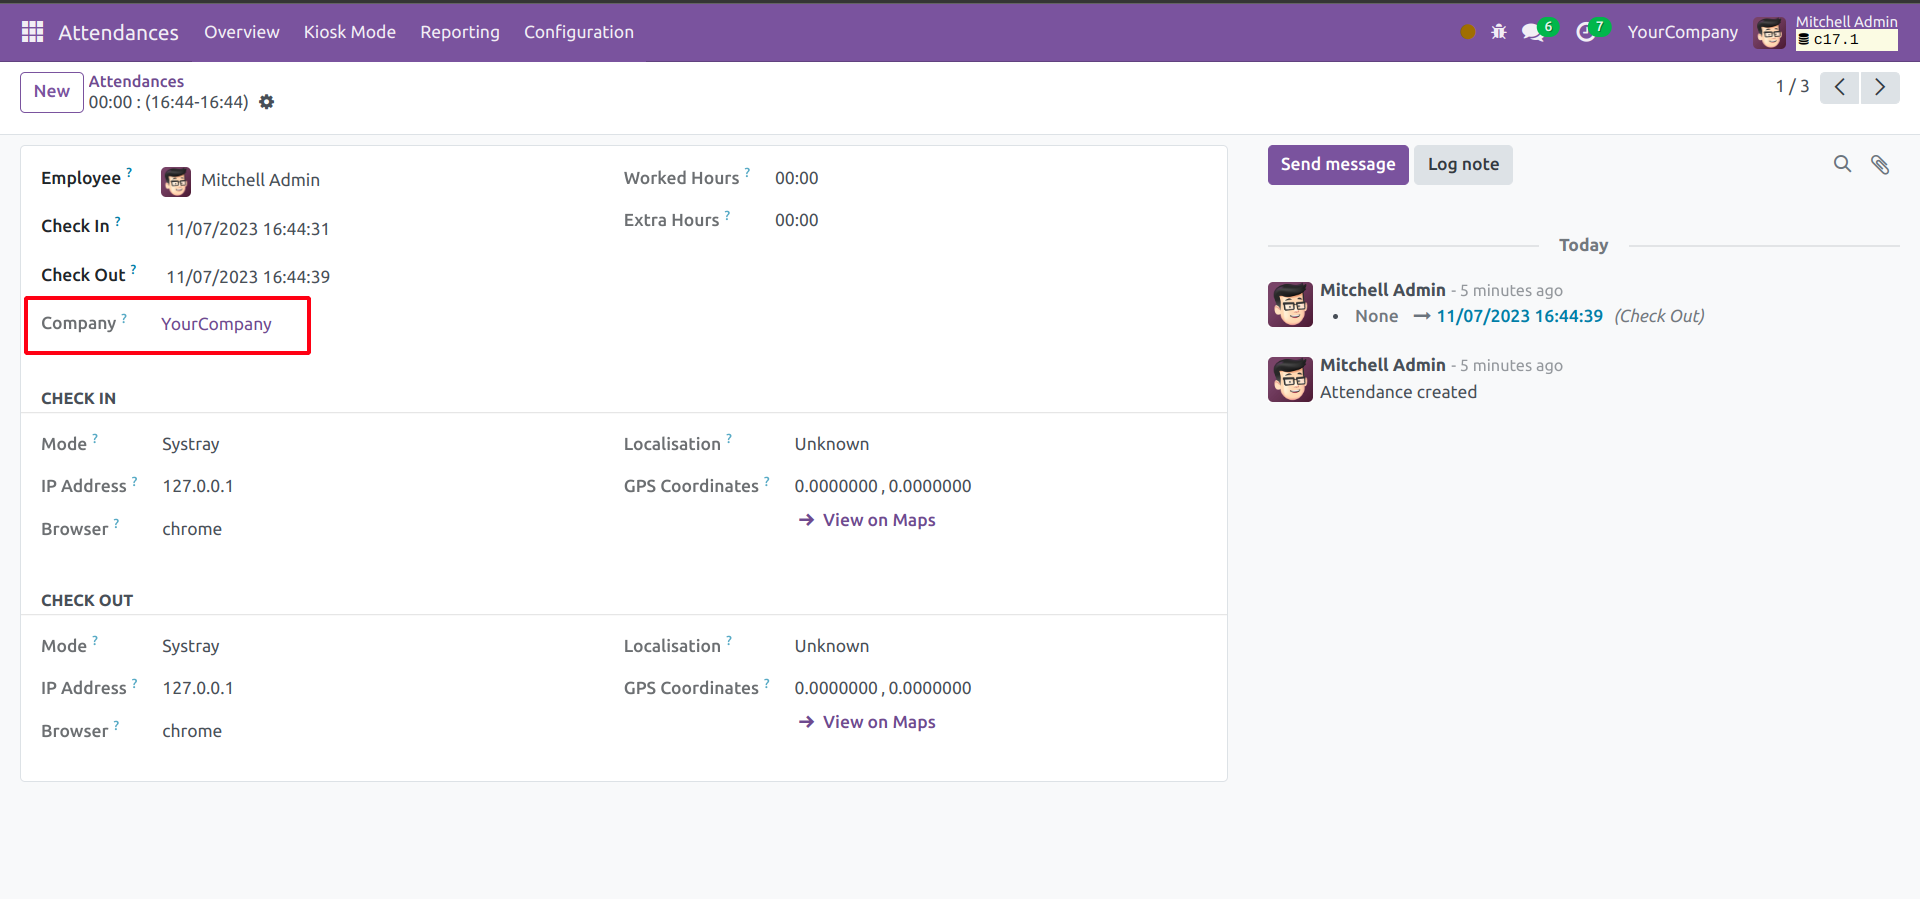 Attendances Overview Kiosk Mode Reporting Configuration 6 7 YourCompany Mitchell Admin
c17.1
New Attendances
00:00 : (16:44-16:44)
1 / 3
Employee ? Mitchell Admin
Check In ? 11/07/2023 16:44:31
Check Out ? 11/07/2023 16:44:39
Company ? YourCompany
Worked Hours ? 00:00
Extra Hours ? 00:00
CHECK IN
Mode ? Systray
IP Address ? 127.0.0.1
Browser ? chrome
Localisation ? Unknown
GPS Coordinates ? 0.0000000 , 0.0000000
→ View on Maps
CHECK OUT
Mode ? Systray
IP Address ? 127.0.0.1
Browser ? chrome
Localisation ? Unknown
GPS Coordinates ? 0.0000000 , 0.0000000
→ View on Maps
Send message Log note
Today
Mitchell Admin - 5 minutes ago
• None → 11/07/2023 16:44:39 (Check Out)
Mitchell Admin - 5 minutes ago
Attendance created